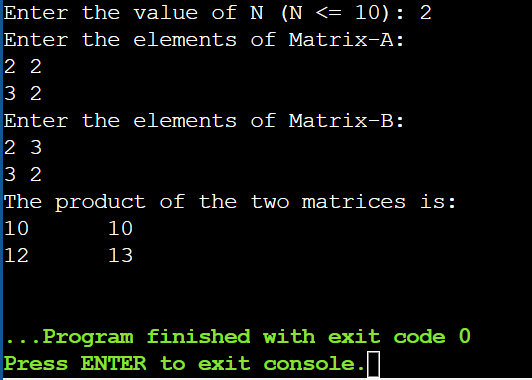 Enter the value of N (N <= 10): 2
Enter the elements of Matrix-A:
2 2
3 2
Enter the elements of Matrix-B:
2 3
3 2
The product of the two matrices is:
10      10
12      13
...Program finished with exit code 0
Press ENTER to exit console.